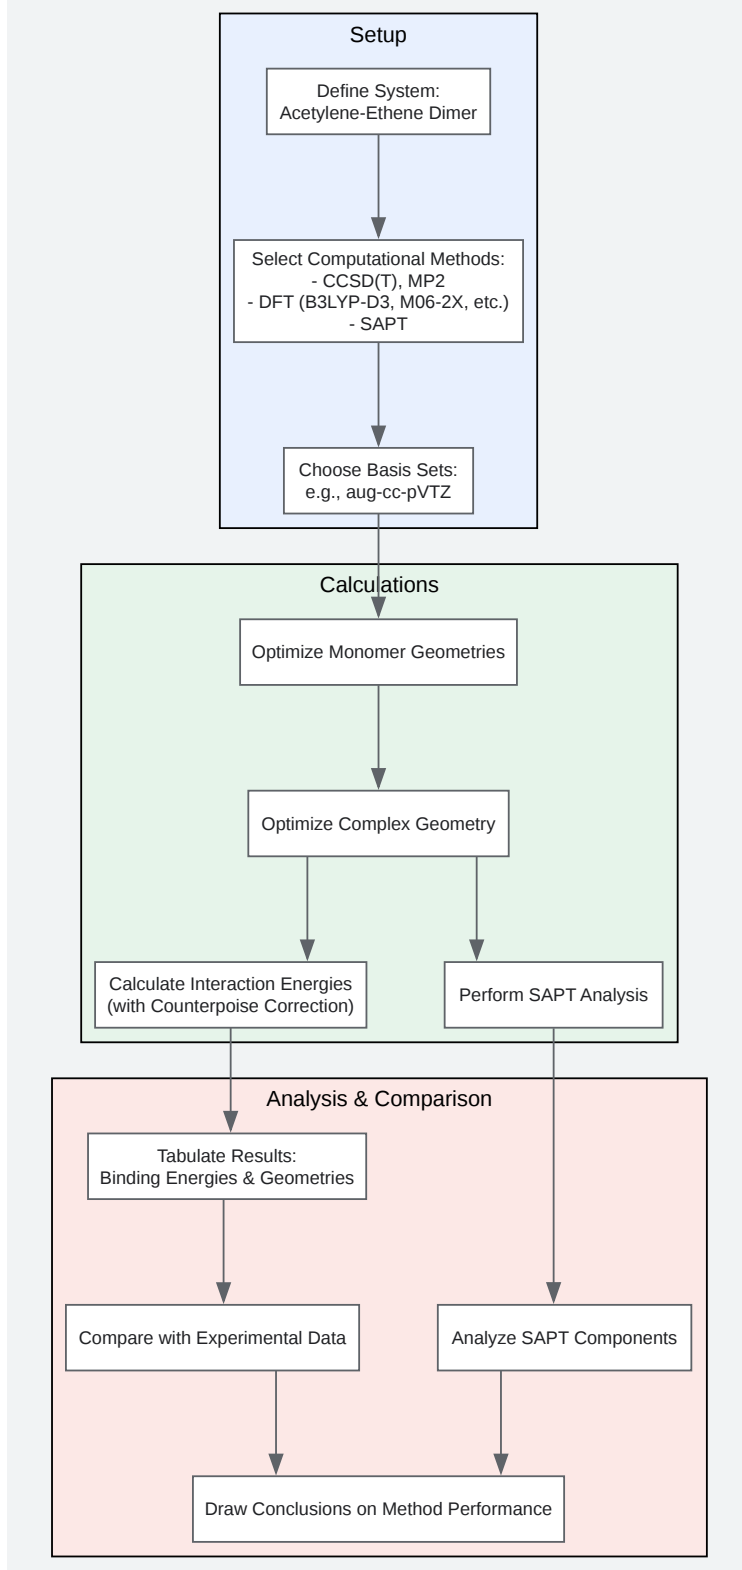 Setup
Define System:
Acetylene-Ethene Dimer
Select Computational Methods:
- CCSD(T), MP2
- DFT (B3LYP-D3, M06-2X, etc.)
- SAPT
Choose Basis Sets:
e.g., aug-cc-pVTZ
Calculations
Optimize Monomer Geometries
Optimize Complex Geometry
Calculate Interaction Energies
(with Counterpoise Correction)
Perform SAPT Analysis
Analysis & Comparison
Tabulate Results:
Binding Energies & Geometries
Compare with Experimental Data
Analyze SAPT Components
Draw Conclusions on Method Performance